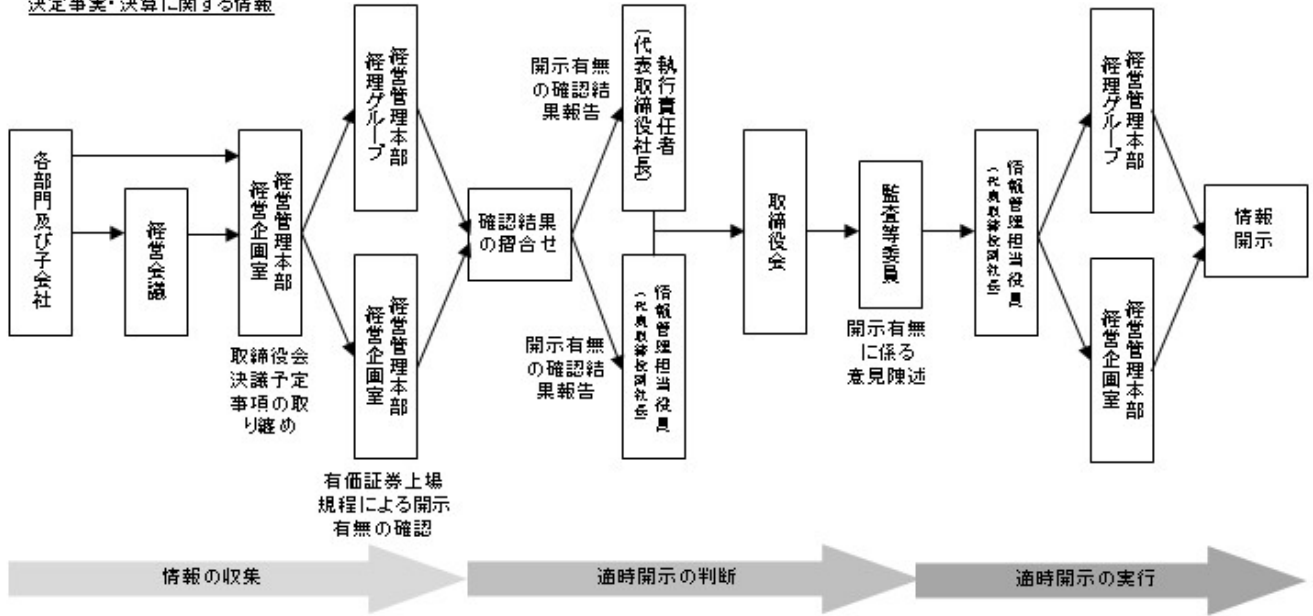 決定事実・決算に関する情報
各部門及び子会社
経営会議
経営管理本部
経営企画室
取締役会
決議予定
事項の取
り纏め
経営管理本部
経理グループ
経営管理本部
経営企画室
有価証券上場
規程による開示
有無の確認
確認結果
の摺合せ
開示有無
の確認結
果報告
執行責任者
(代表取締役社長)
開示有無
の確認結
果報告
情報管理担当役員
(代表取締役副社長)
取締役会
監査等委員
開示有無
に係る
意見陳述
情報管理担当役員
(代表取締役副社長)
経営管理本部
経理グループ
経営管理本部
経営企画室
情報
開示
情報の収集
適時開示の判断
適時開示の実行